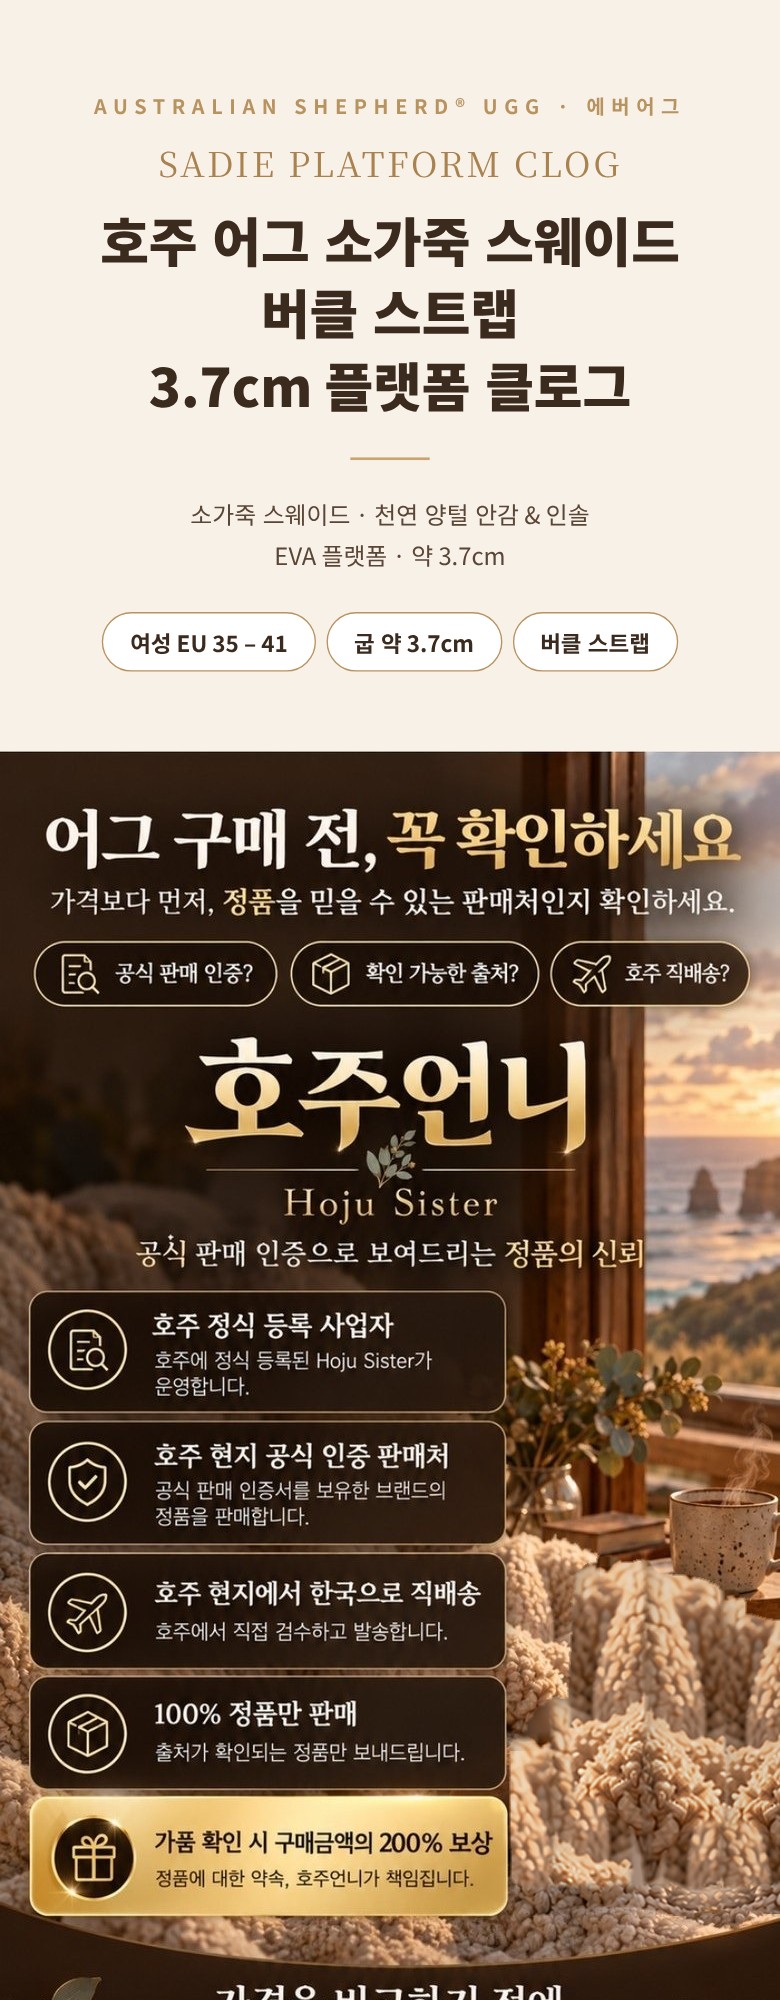 AUSTRALIAN SHEPHERD® UGG · 에버어그
SADIE PLATFORM CLOG
호주 어그 소가죽 스웨이드
버클 스트랩
3.7cm 플랫폼 클로그
소가죽 스웨이드 · 천연 양털 안감 & 인솔
EVA 플랫폼 · 약 3.7cm
여성 EU 35 – 41
굽 약 3.7cm
버클 스트랩
어그 구매 전, 꼭 확인하세요
가격보다 먼저, 정품을 믿을 수 있는 판매처인지 확인하세요.
공식 판매 인증?
확인 가능한 출처?
호주 직배송?
호주언니
Hoju Sister
공식 판매 인증으로 보여드리는 정품의 신뢰
호주 정식 등록 사업자
호주에 정식 등록된 Hoju Sister가
운영합니다.
호주 현지 공식 인증 판매처
공식 판매 인증서를 보유한 브랜드의
정품을 판매합니다.
호주 현지에서 한국으로 직배송
호주에서 직접 검수하고 발송합니다.
100% 정품만 판매
출처가 확인되는 정품만 보내드립니다.
가품 확인 시 구매금액의 200% 보상
정품에 대한 약속, 호주언니가 책임집니다.
가격을 비교하기 전에